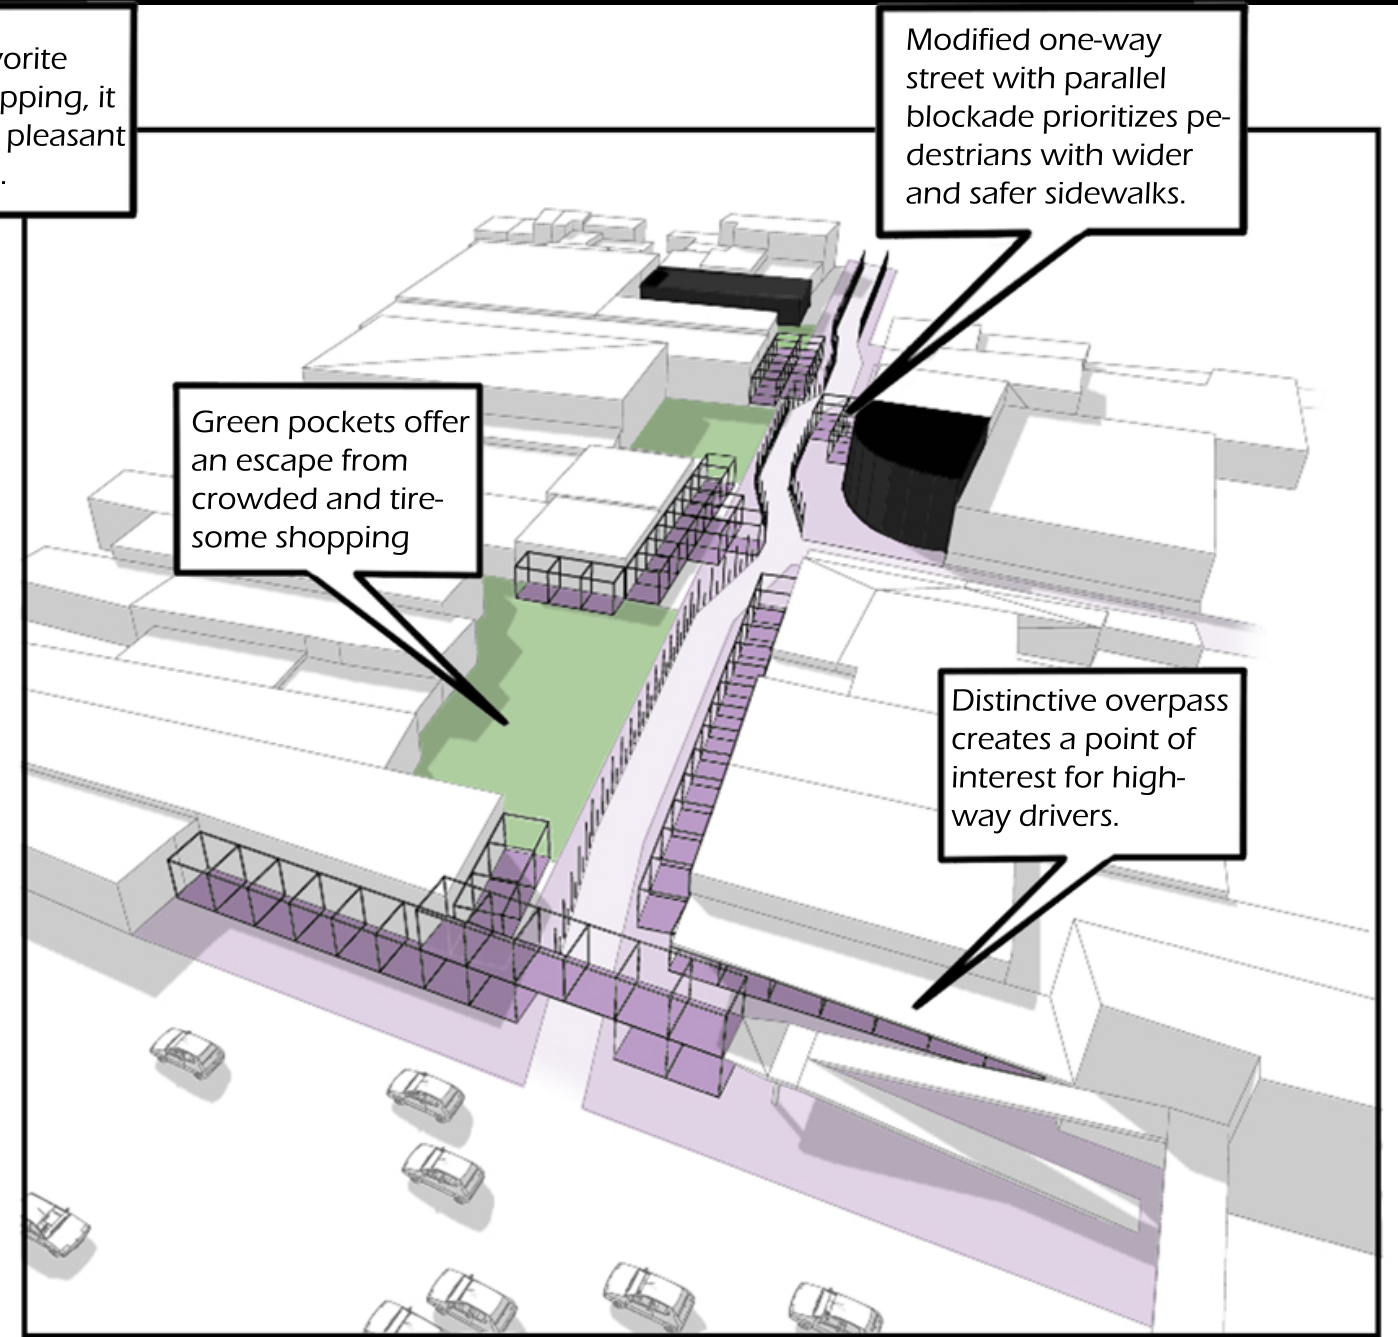 vorite
pping, it
pleasant
.
Modified one-way
street with parallel
blockade prioritizes pe-
destrians with wider
and safer sidewalks.
Green pockets offer
an escape from
crowded and tire-
some shopping
Distinctive overpass
creates a point of
interest for high-
way drivers.